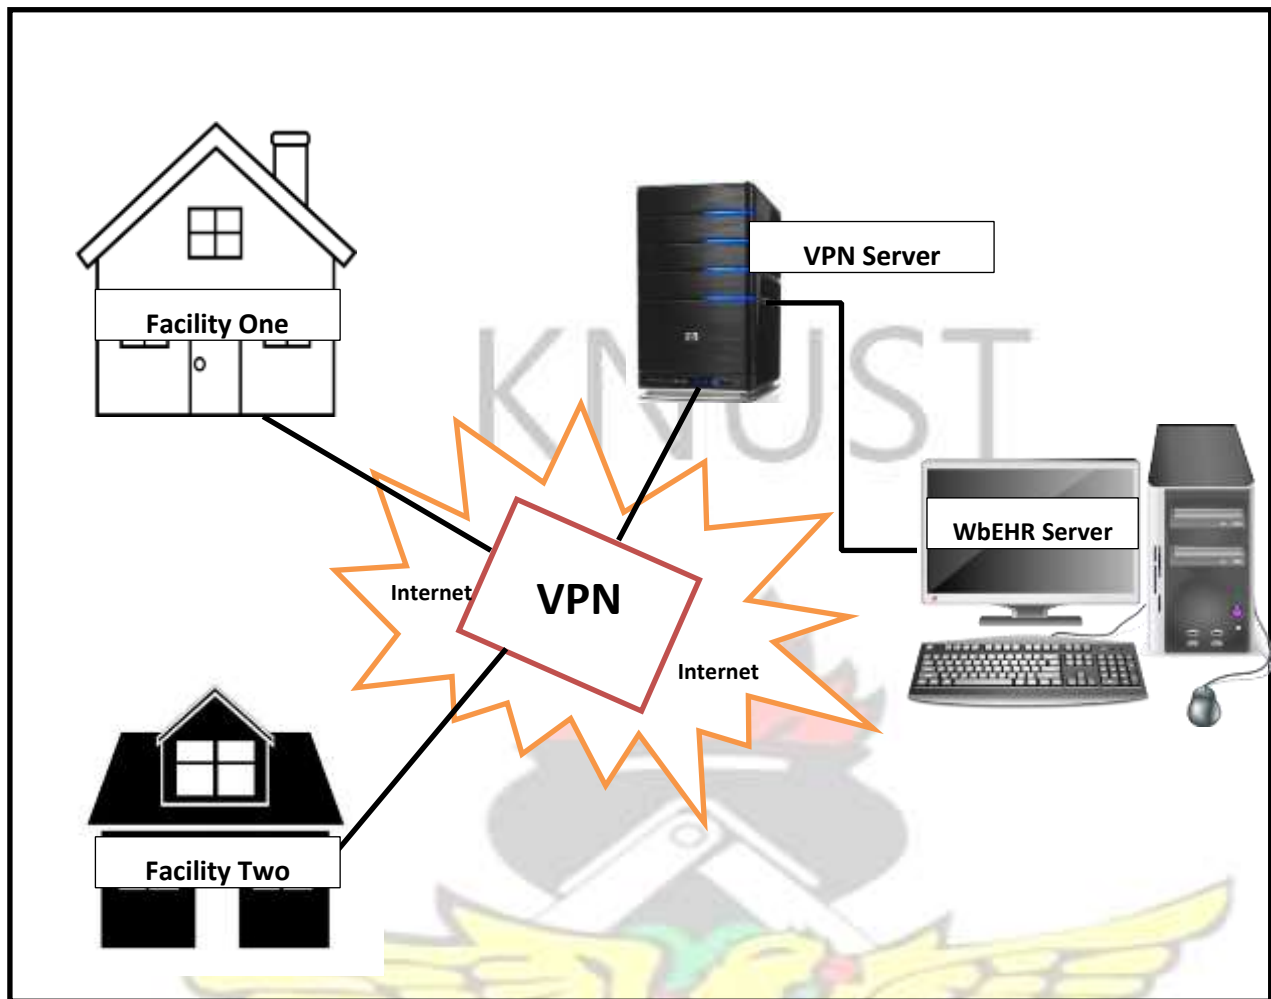 VPN Server
Facility One
KNUST
WbEHR Server
Internet
VPN
Internet
Facility Two